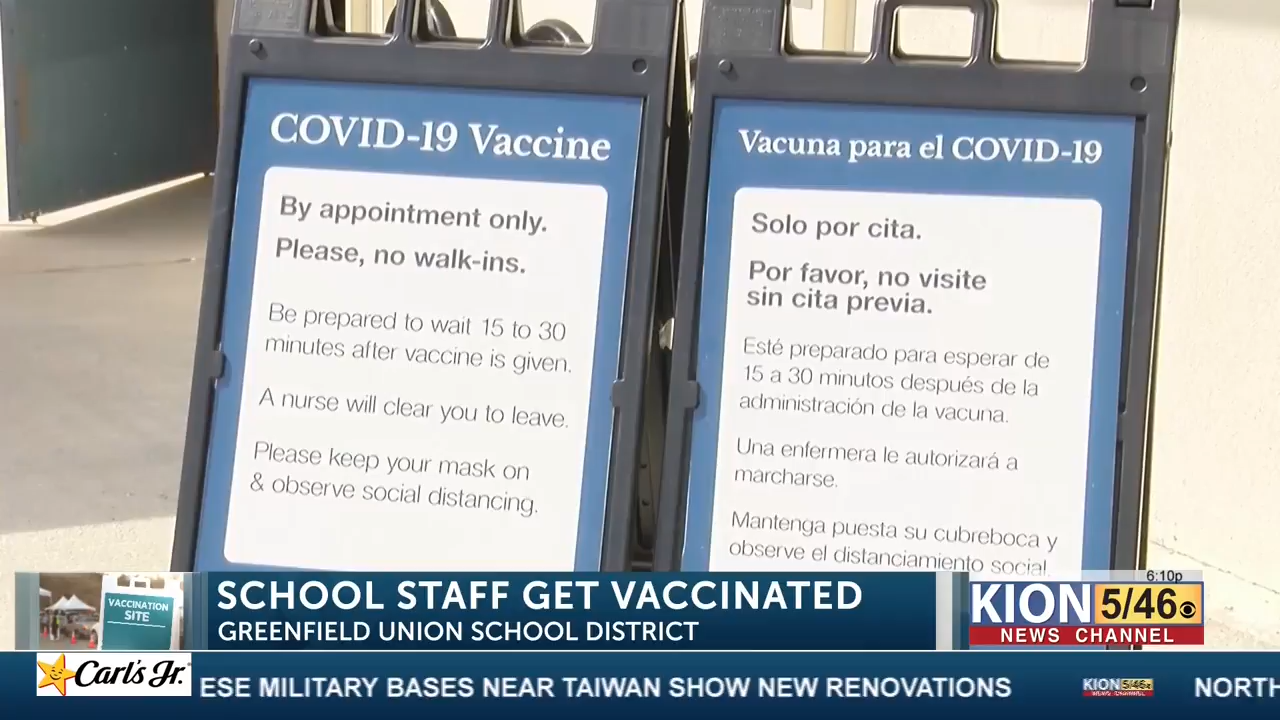 COVID-19 Vaccine
By appointment only.
Please, no walk-ins.
Be prepared to wait 15 to 30
minutes after vaccine is given.
A nurse will clear you to leave.
Please keep your mask on
& observe social distancing.
Vacuna para el COVID-19
Solo por cita.
Por favor, no visite
sin cita previa.
Esté preparado para esperar de
15 a 30 minutos después de la
administración de la vacuna.
Una enfermera le autorizará a
marcharse.
Mantenga puesta su cubreboca y
observe el distanciamiento social.
VACCINATION
SITE
SCHOOL STAFF GET VACCINATED
GREENFIELD UNION SCHOOL DISTRICT
6:10p
KION 5/46
NEWS CHANNEL
Carl's Jr.
ESE MILITARY BASES NEAR TAIWAN SHOW NEW RENOVATIONS
KION 5/46
NEWS CHANNEL
NORTH